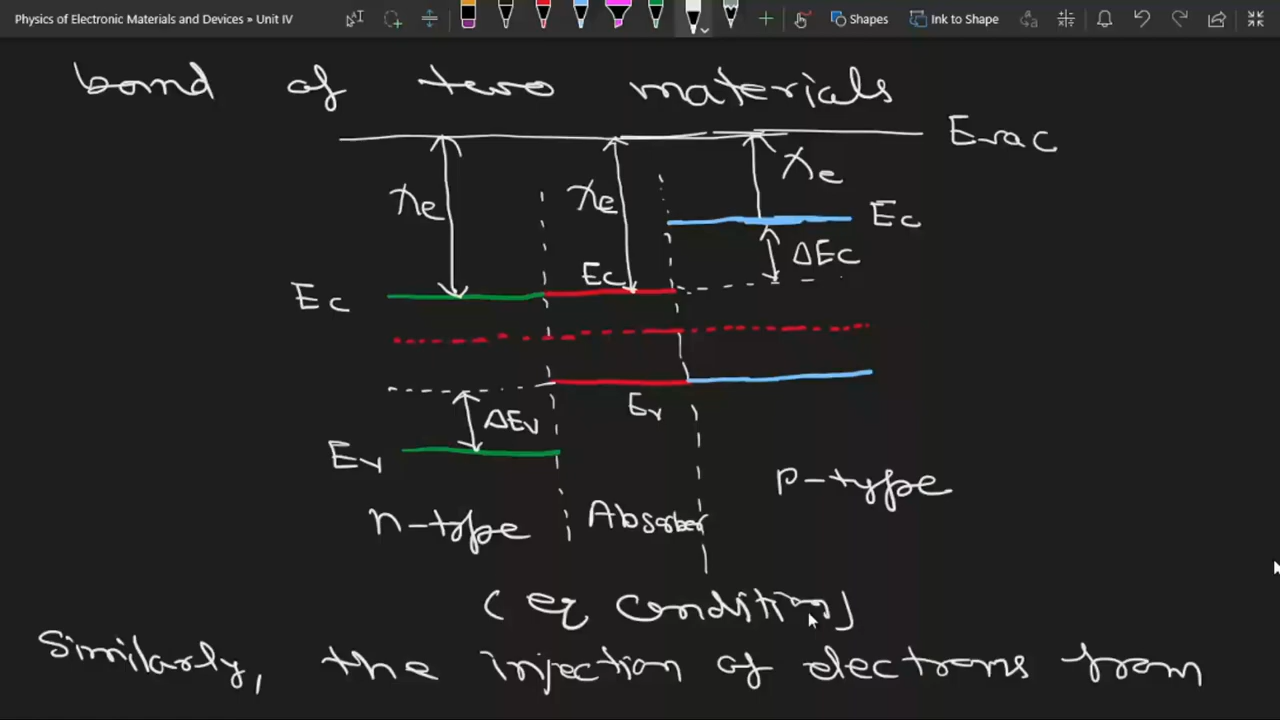 Physics of Electronic Materials and Devices » Unit IV
Shapes
Ink to Shape
band of two materials
Evac
χe
χe
χe
Ec
ΔEc
Ec
Ec
ΔEv
Ev
Ev
p-type
n-type
Absorber
(eq condition)
Similarly, the injection of electrons from